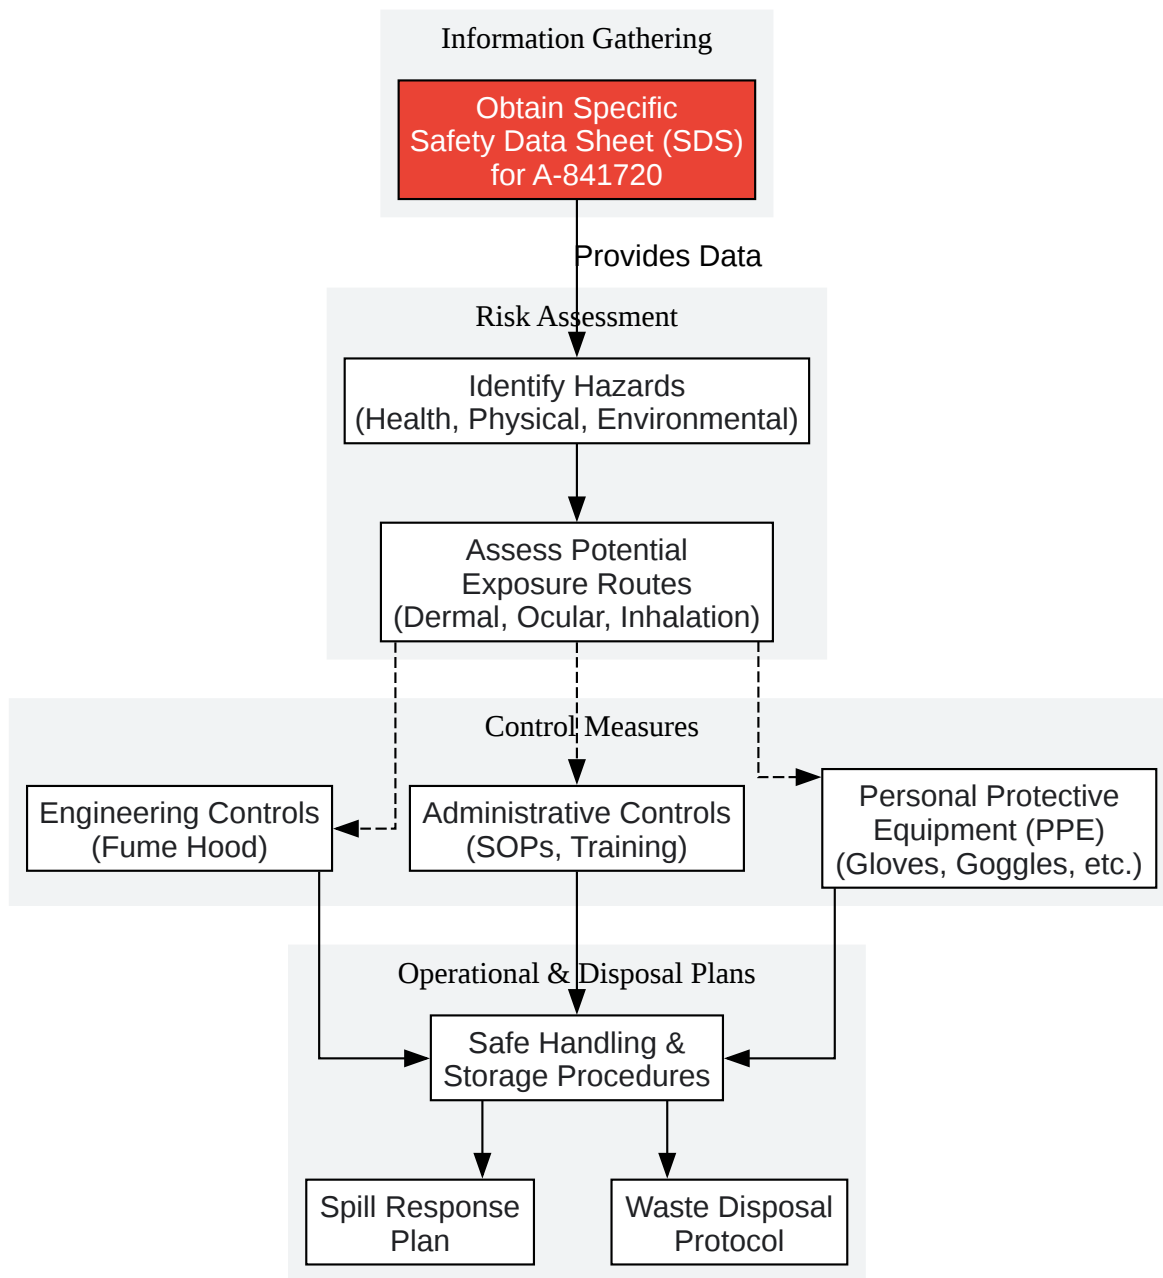 Information Gathering
Obtain Specific
Safety Data Sheet (SDS)
for A-841720
Provides Data
Risk Assessment
Identify Hazards
(Health, Physical, Environmental)
Assess Potential
Exposure Routes
(Dermal, Ocular, Inhalation)
Control Measures
Engineering Controls
(Fume Hood)
Administrative Controls
(SOPs, Training)
Personal Protective
Equipment (PPE)
(Gloves, Goggles, etc.)
Operational & Disposal Plans
Safe Handling &
Storage Procedures
Spill Response
Plan
Waste Disposal
Protocol